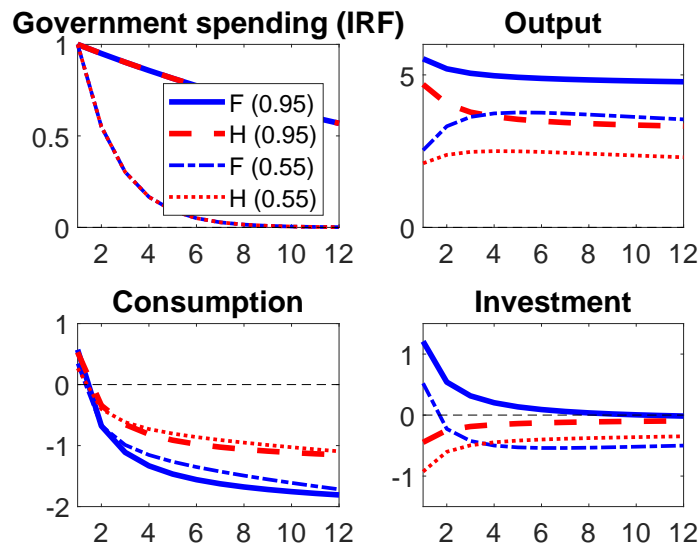 Government spending (IRF)
1
0.5
0
2 4 6 8 10 12
F (0.95)
H (0.95)
F (0.55)
H (0.55)
Output
5
0
2 4 6 8 10 12
Consumption
1
0
-1
-2
2 4 6 8 10 12
Investment
1
0
-1
2 4 6 8 10 12